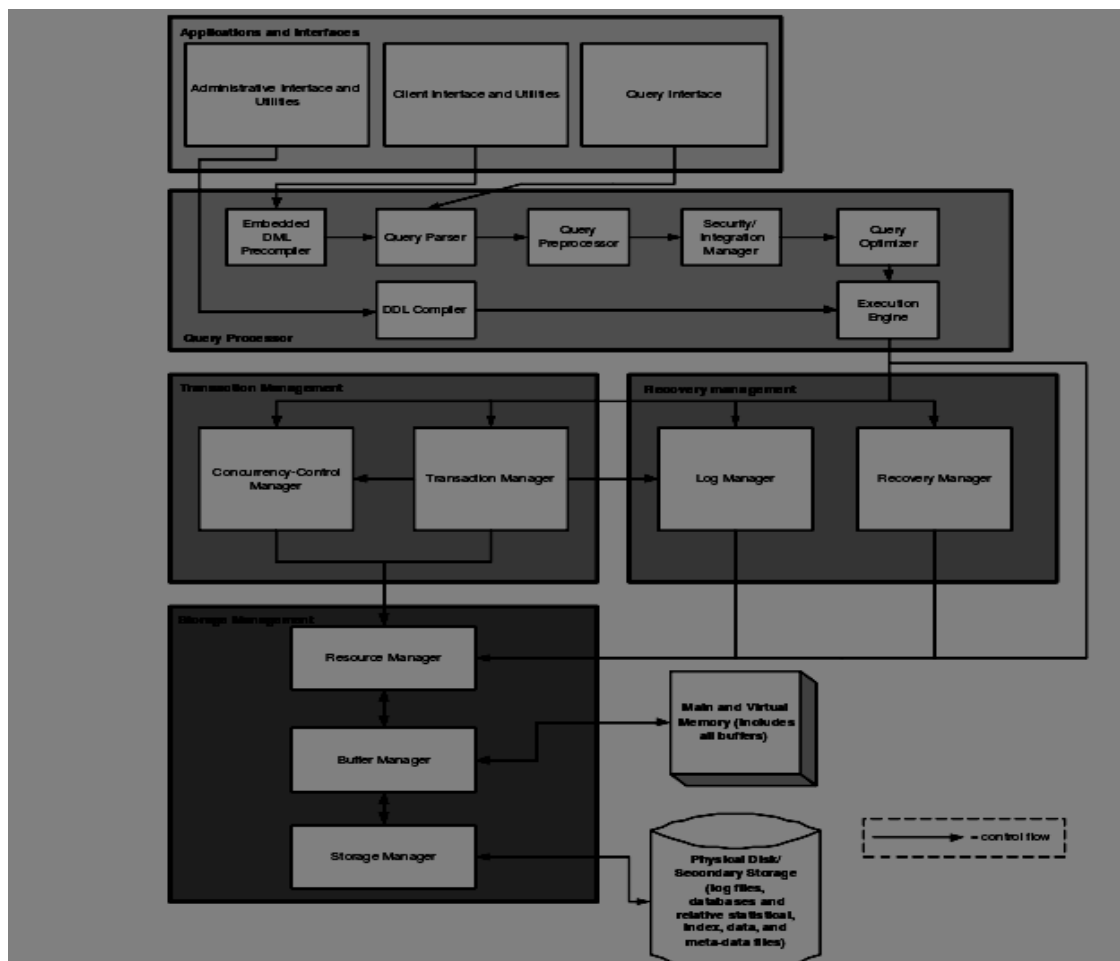 Applications and Interfaces
Administrative Interface and
Utilities
Client Interface and Utilities
Query Interface
Embedded
DML
Precompiler
Query Parser
Query
Preprocessor
Security/
Integration
Manager
Query
Optimizer
DDL Compiler
Execution
Engine
Query Processor
Transaction Management
Recovery management
Concurrency-Control
Manager
Transaction Manager
Log Manager
Recovery Manager
Storage Management
Resource Manager
Main and Virtual
Memory (includes
all buffers)
Buffer Manager
Storage Manager
= control flow
Physical Disk/
Secondary Storage
(log files,
databases and
relative statistical,
index, data, and
meta-data files)